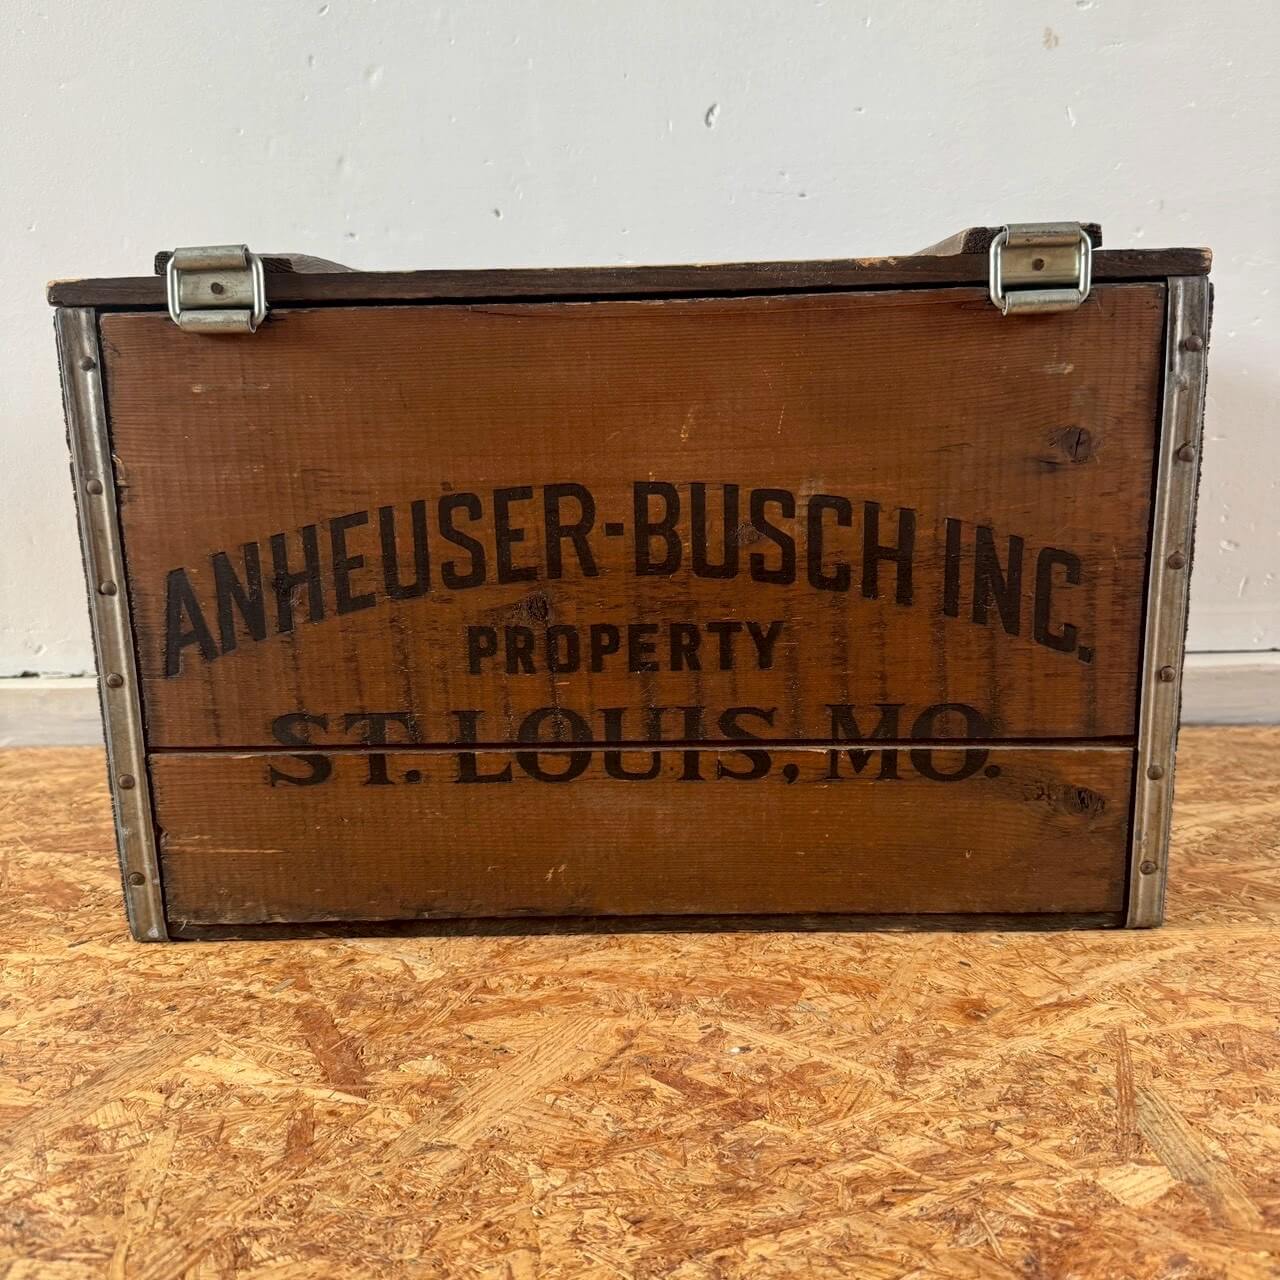 ANHEUSER-BUSCH INC.
PROPERTY
ST. LOUIS, MO.